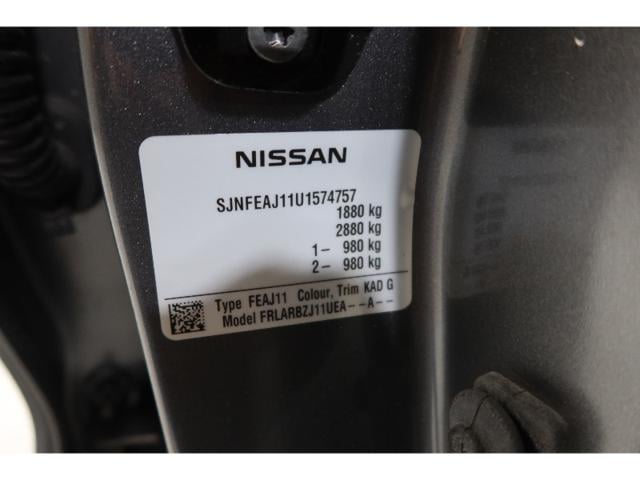 NISSAN
SJNFEAJ11U1574757
1880 kg
2880 kg
1- 980 kg
2- 980 kg
Type FEAJ11 Colour, Trim KAD G
Model FRLARBZJ11UEA--A--